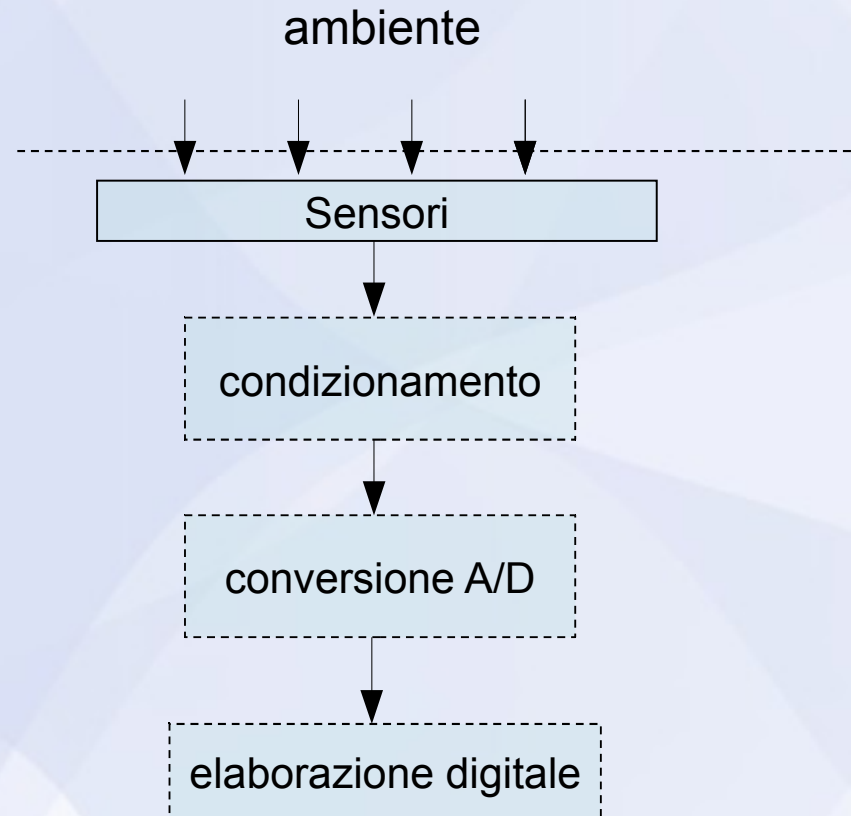 ambiente
Sensori
condizionamento
conversione A/D
elaborazione digitale